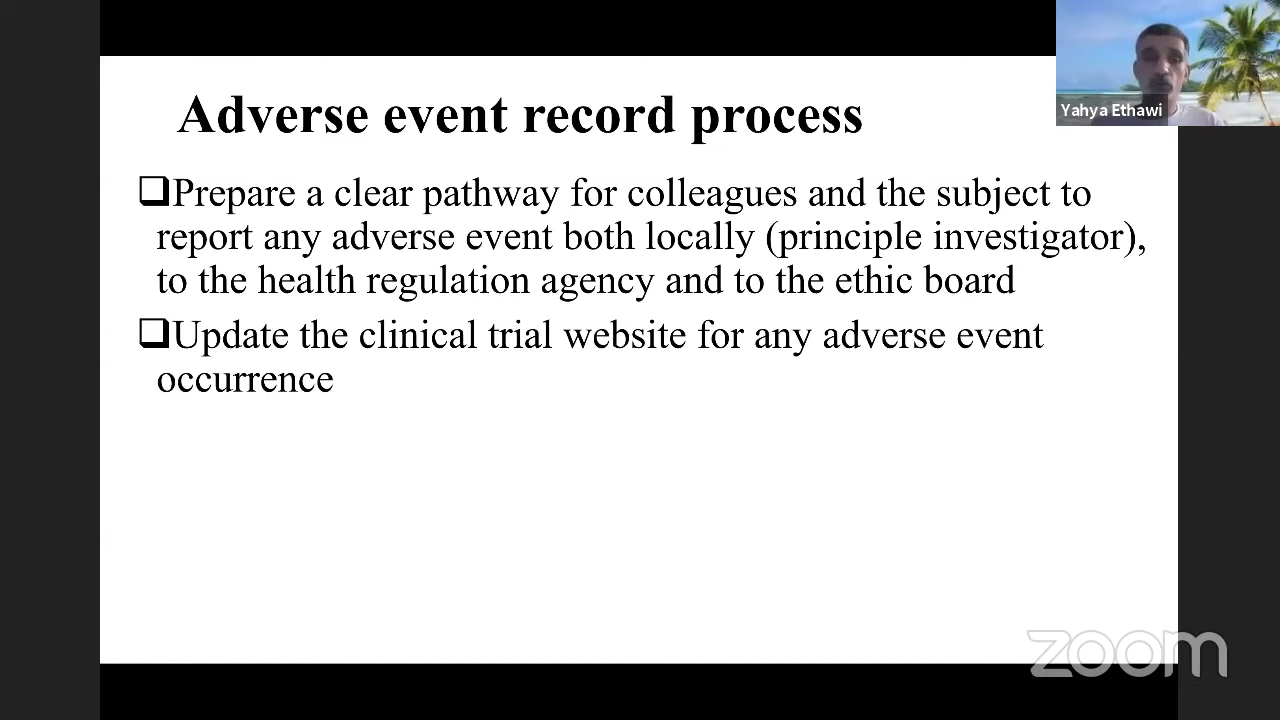 Adverse event record process
Yahya Ethawi
❑Prepare a clear pathway for colleagues and the subject to
report any adverse event both locally (principle investigator),
to the health regulation agency and to the ethic board
❑Update the clinical trial website for any adverse event
occurrence
zoom